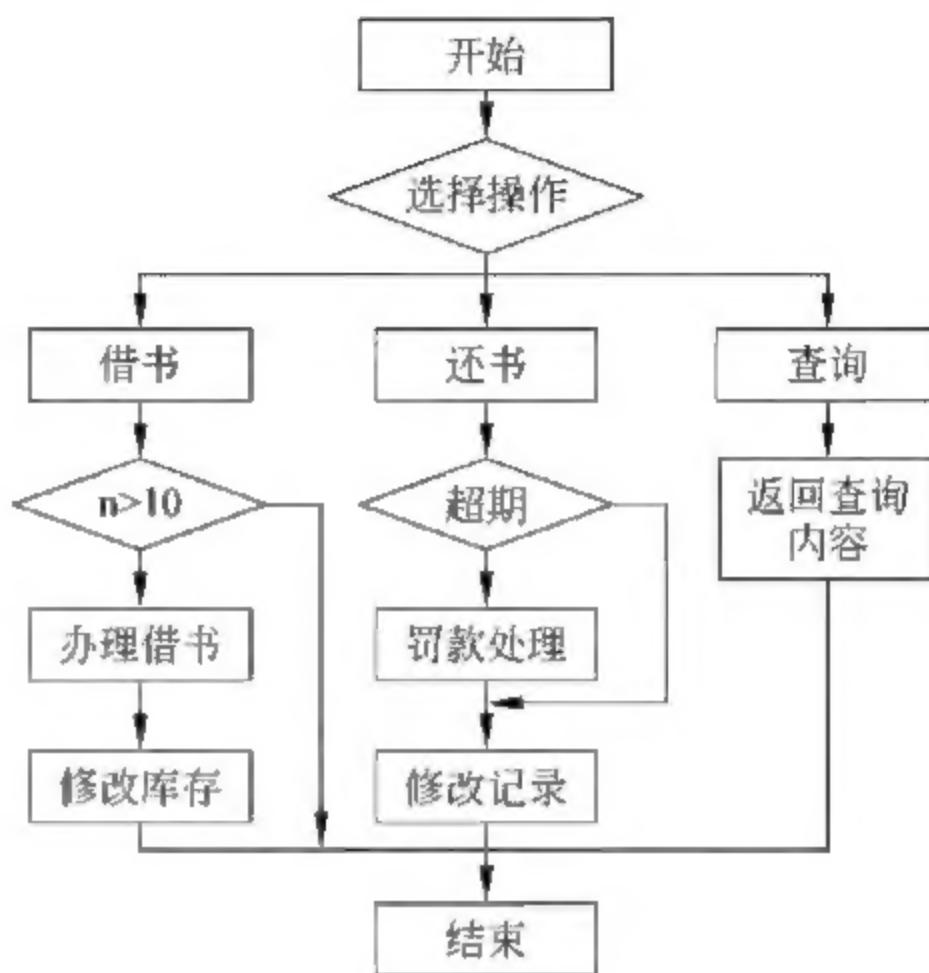 开始
选择操作
借书
还书
查询
n>10
超期
返回查询
内容
办理借书
罚款处理
修改库存
修改记录
结束